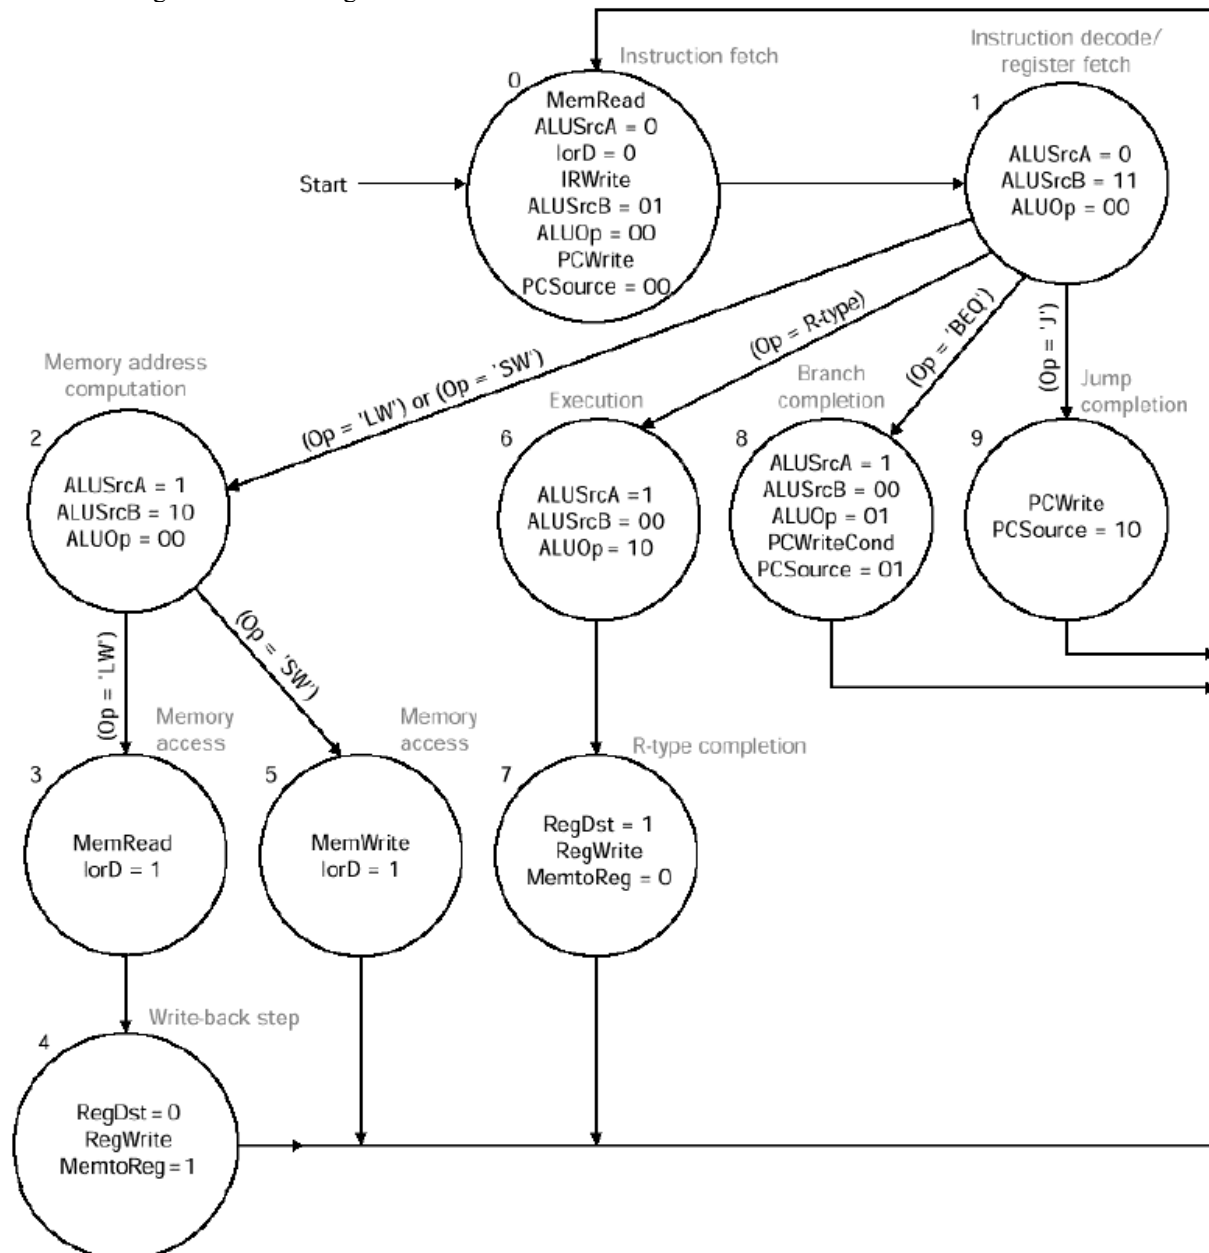 Instruction fetch
Instruction decode/
register fetch
0
MemRead
ALUSrcA = 0
IorD = 0
IRWrite
ALUSrcB = 01
ALUOp = 00
PCWrite
PCSource = 00
Start
1
ALUSrcA = 0
ALUSrcB = 11
ALUOp = 00
(Op = 'LW') or (Op = 'SW')
(Op = R-type)
(Op = 'BEQ')
(Op = 'J')
Memory address
computation
2
ALUSrcA = 1
ALUSrcB = 10
ALUOp = 00
Execution
6
ALUSrcA =1
ALUSrcB = 00
ALUOp = 10
Branch
completion
8
ALUSrcA = 1
ALUSrcB = 00
ALUOp = 01
PCWriteCond
PCSource = 01
Jump
completion
9
PCWrite
PCSource = 10
(Op = 'LW')
(Op = 'SW')
Memory
access
3
MemRead
IorD = 1
Memory
access
5
MemWrite
IorD = 1
R-type completion
7
RegDst = 1
RegWrite
MemtoReg = 0
Write-back step
4
RegDst=0
RegWrite
MemtoReg=1